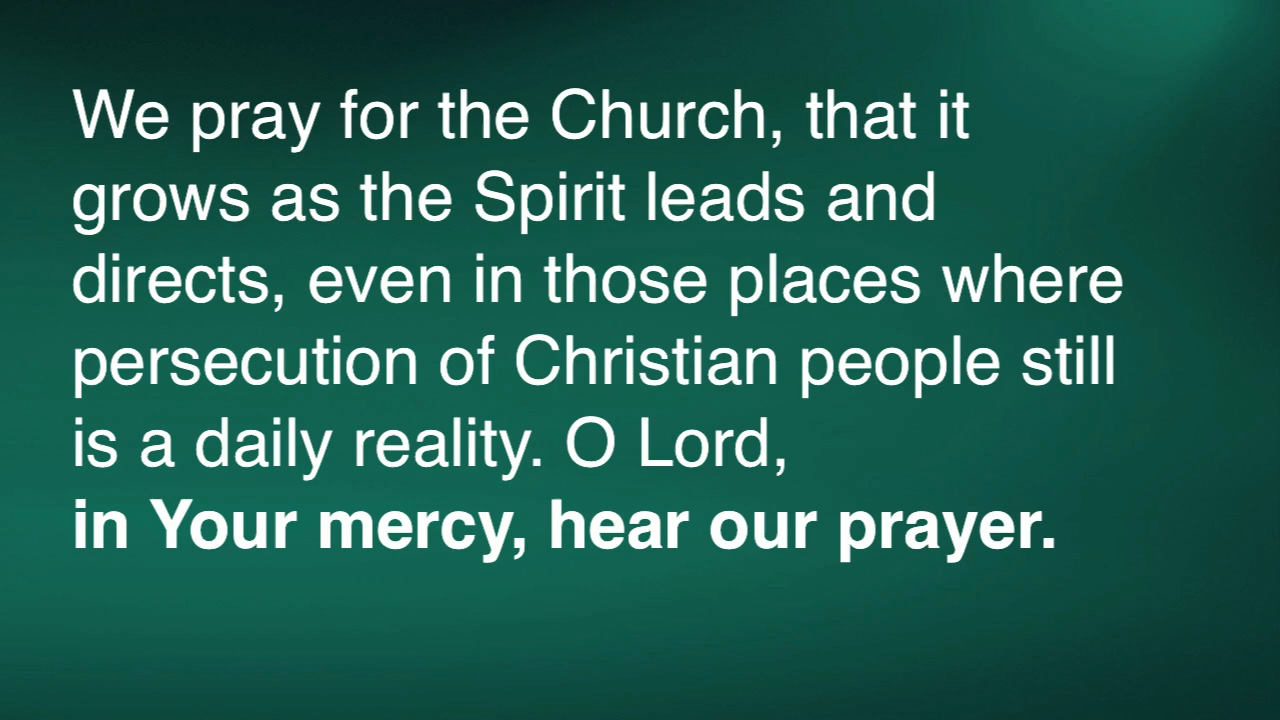 We pray for the Church, that it
grows as the Spirit leads and
directs, even in those places where
persecution of Christian people still
is a daily reality. O Lord,
in Your mercy, hear our prayer.